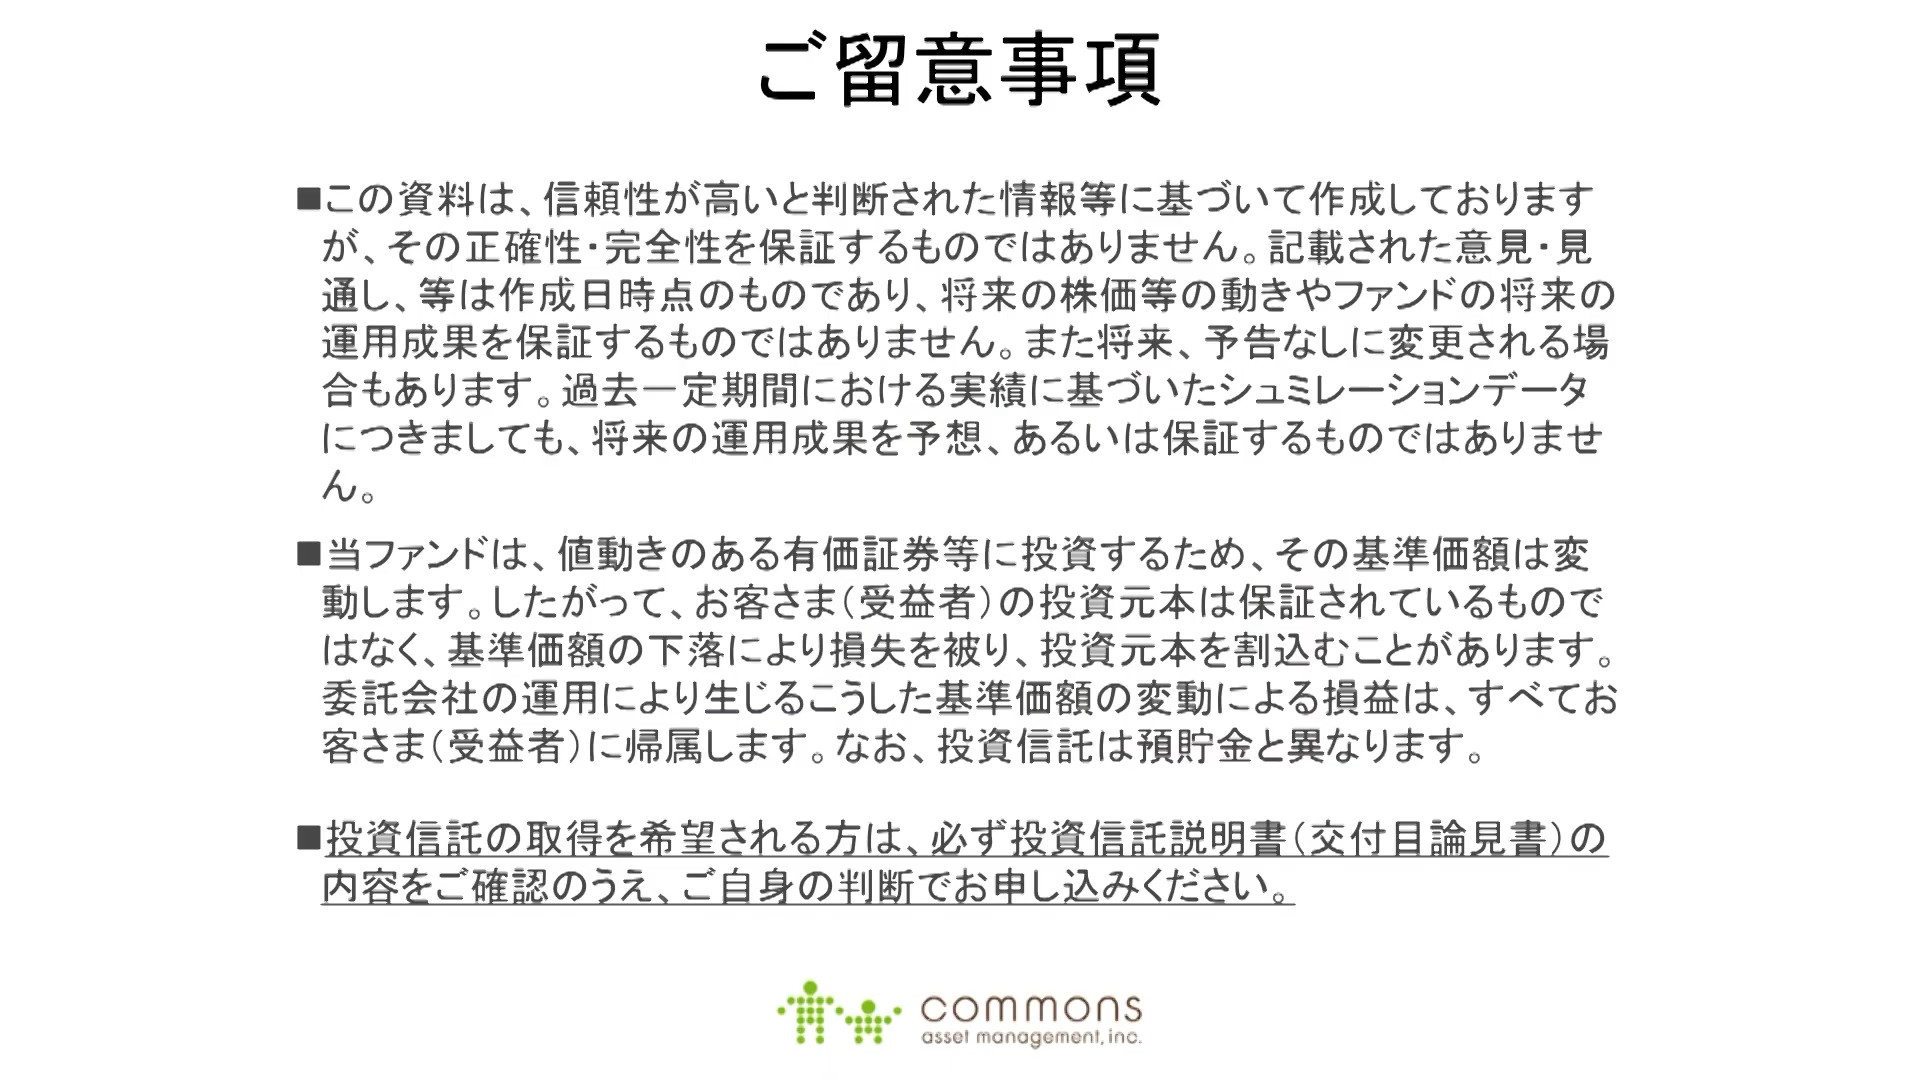 ご留意事項
■この資料は、信頼性が高いと判断された情報等に基づいて作成しております
が、その正確性・完全性を保証するものではありません。記載された意見・見
通し、等は作成日時点のものであり、将来の株価等の動きやファンドの将来の
運用成果を保証するものではありません。また将来、予告なしに変更される場
合もあります。過去一定期間における実績に基づいたシュミレーションデータ
につきましても、将来の運用成果を予想、あるいは保証するものではありませ
ん。
■当ファンドは、値動きのある有価証券等に投資するため、その基準価額は変
動します。したがって、お客さま（受益者）の投資元本は保証されているもので
はなく、基準価額の下落により損失を被り、投資元本を割込むことがあります。
委託会社の運用により生じるこうした基準価額の変動による損益は、すべてお
客さま（受益者）に帰属します。なお、投資信託は預貯金と異なります。
■投資信託の取得を希望される方は、必ず投資信託説明書（交付目論見書）の
内容をご確認のうえ、ご自身の判断でお申し込みください。
commons
asset management, inc.